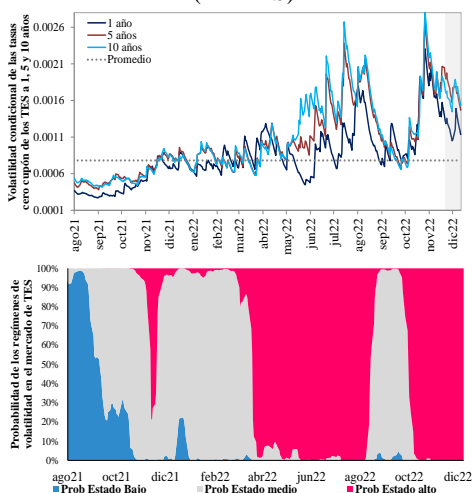 Volatilidad condicional de las tasas
cero cupón de los TES a 1, 5 y 10 años
0.0026
0.0021
0.0016
0.0011
0.0006
0.0001
1 año
5 años
10 años
Promedio
ago21
sep21
oct21
nov21
dic21
ene22
feb22
mar22
abr22
may22
jun22
jul22
ago22
sep22
oct22
nov22
dic22
Probabilidad de los regímenes de
volatilidad en el mercado de TES
100%
90%
80%
70%
60%
50%
40%
30%
20%
10%
0%
ago21 oct21 dic21 feb22 abr22 jun22 ago22 oct22 dic22
Prob Estado Bajo Prob Estado medio Prob Estado alto